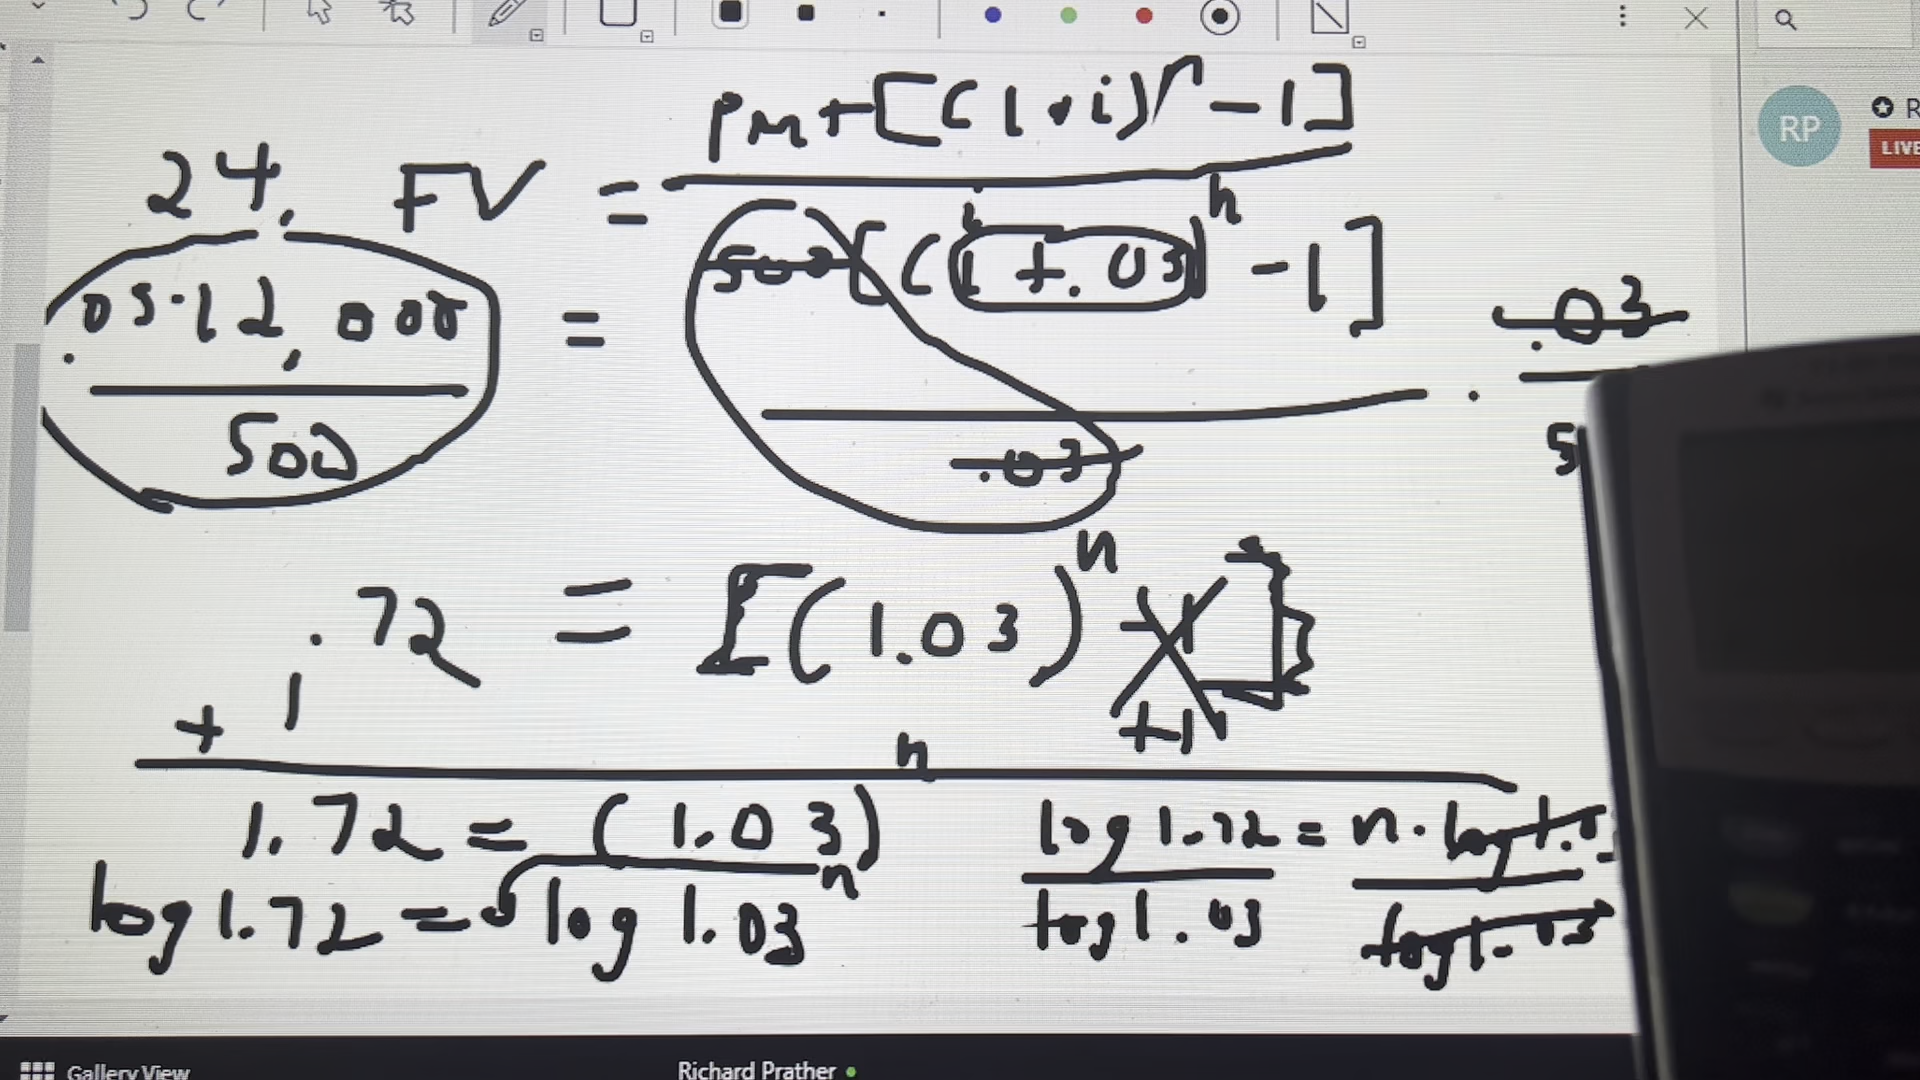 24. FV = PMT[(1+i)^n - 1]
i
.03·12,000 = 500[(1+.03)^n - 1] · .03
500 .03 5
.72 = [(1.03)^n -1]
+ 1 +1
1.72 = (1.03)^n
log 1.72 = n·log 1.0
log 1.03 log 1.03
log 1.72 = log 1.03^n
RP
R
LIVE
Gallery View
Richard Prather